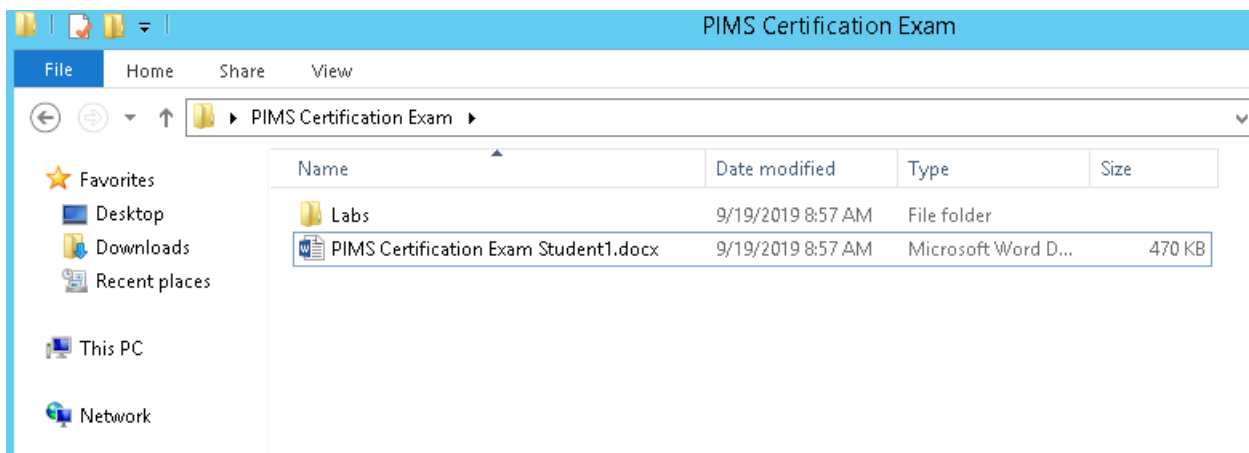 PIMS Certification Exam
File Home Share View
PIMS Certification Exam
Name Date modified Type Size
Favorites
Desktop
Downloads
Recent places
This PC
Network
Labs 9/19/2019 8:57 AM File folder
PIMS Certification Exam Student1.docx 9/19/2019 8:57 AM Microsoft Word D... 470 KB